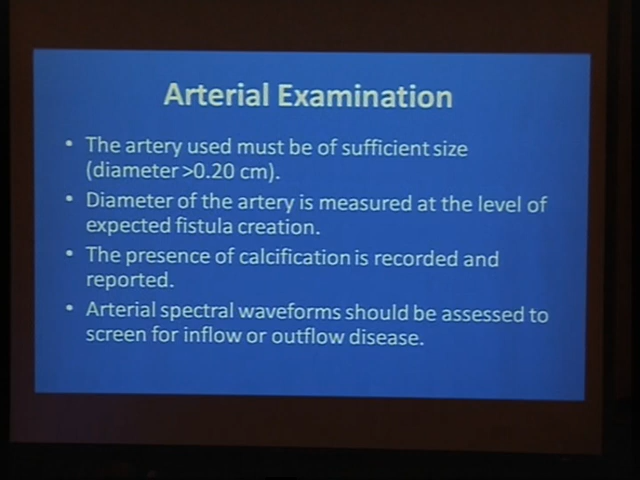 Arterial Examination
• The artery used must be of sufficient size
(diameter >0.20 cm).
• Diameter of the artery is measured at the level of
expected fistula creation.
• The presence of calcification is recorded and
reported.
• Arterial spectral waveforms should be assessed to
screen for inflow or outflow disease.